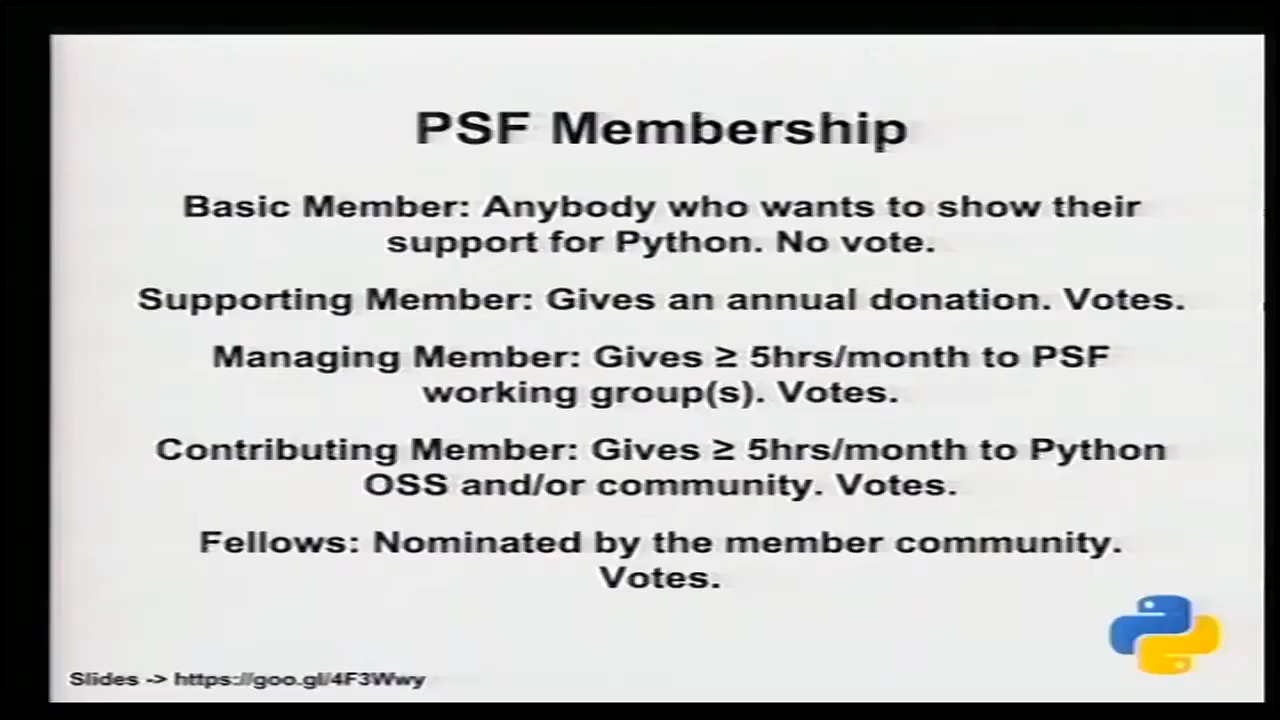 PSF Membership
Basic Member: Anybody who wants to show their
support for Python. No vote.
Supporting Member: Gives an annual donation. Votes.
Managing Member: Gives ≥ 5hrs/month to PSF
working group(s). Votes.
Contributing Member: Gives ≥ 5hrs/month to Python
OSS and/or community. Votes.
Fellows: Nominated by the member community.
Votes.
Slides -> https://goo.gl/4F3Wwy